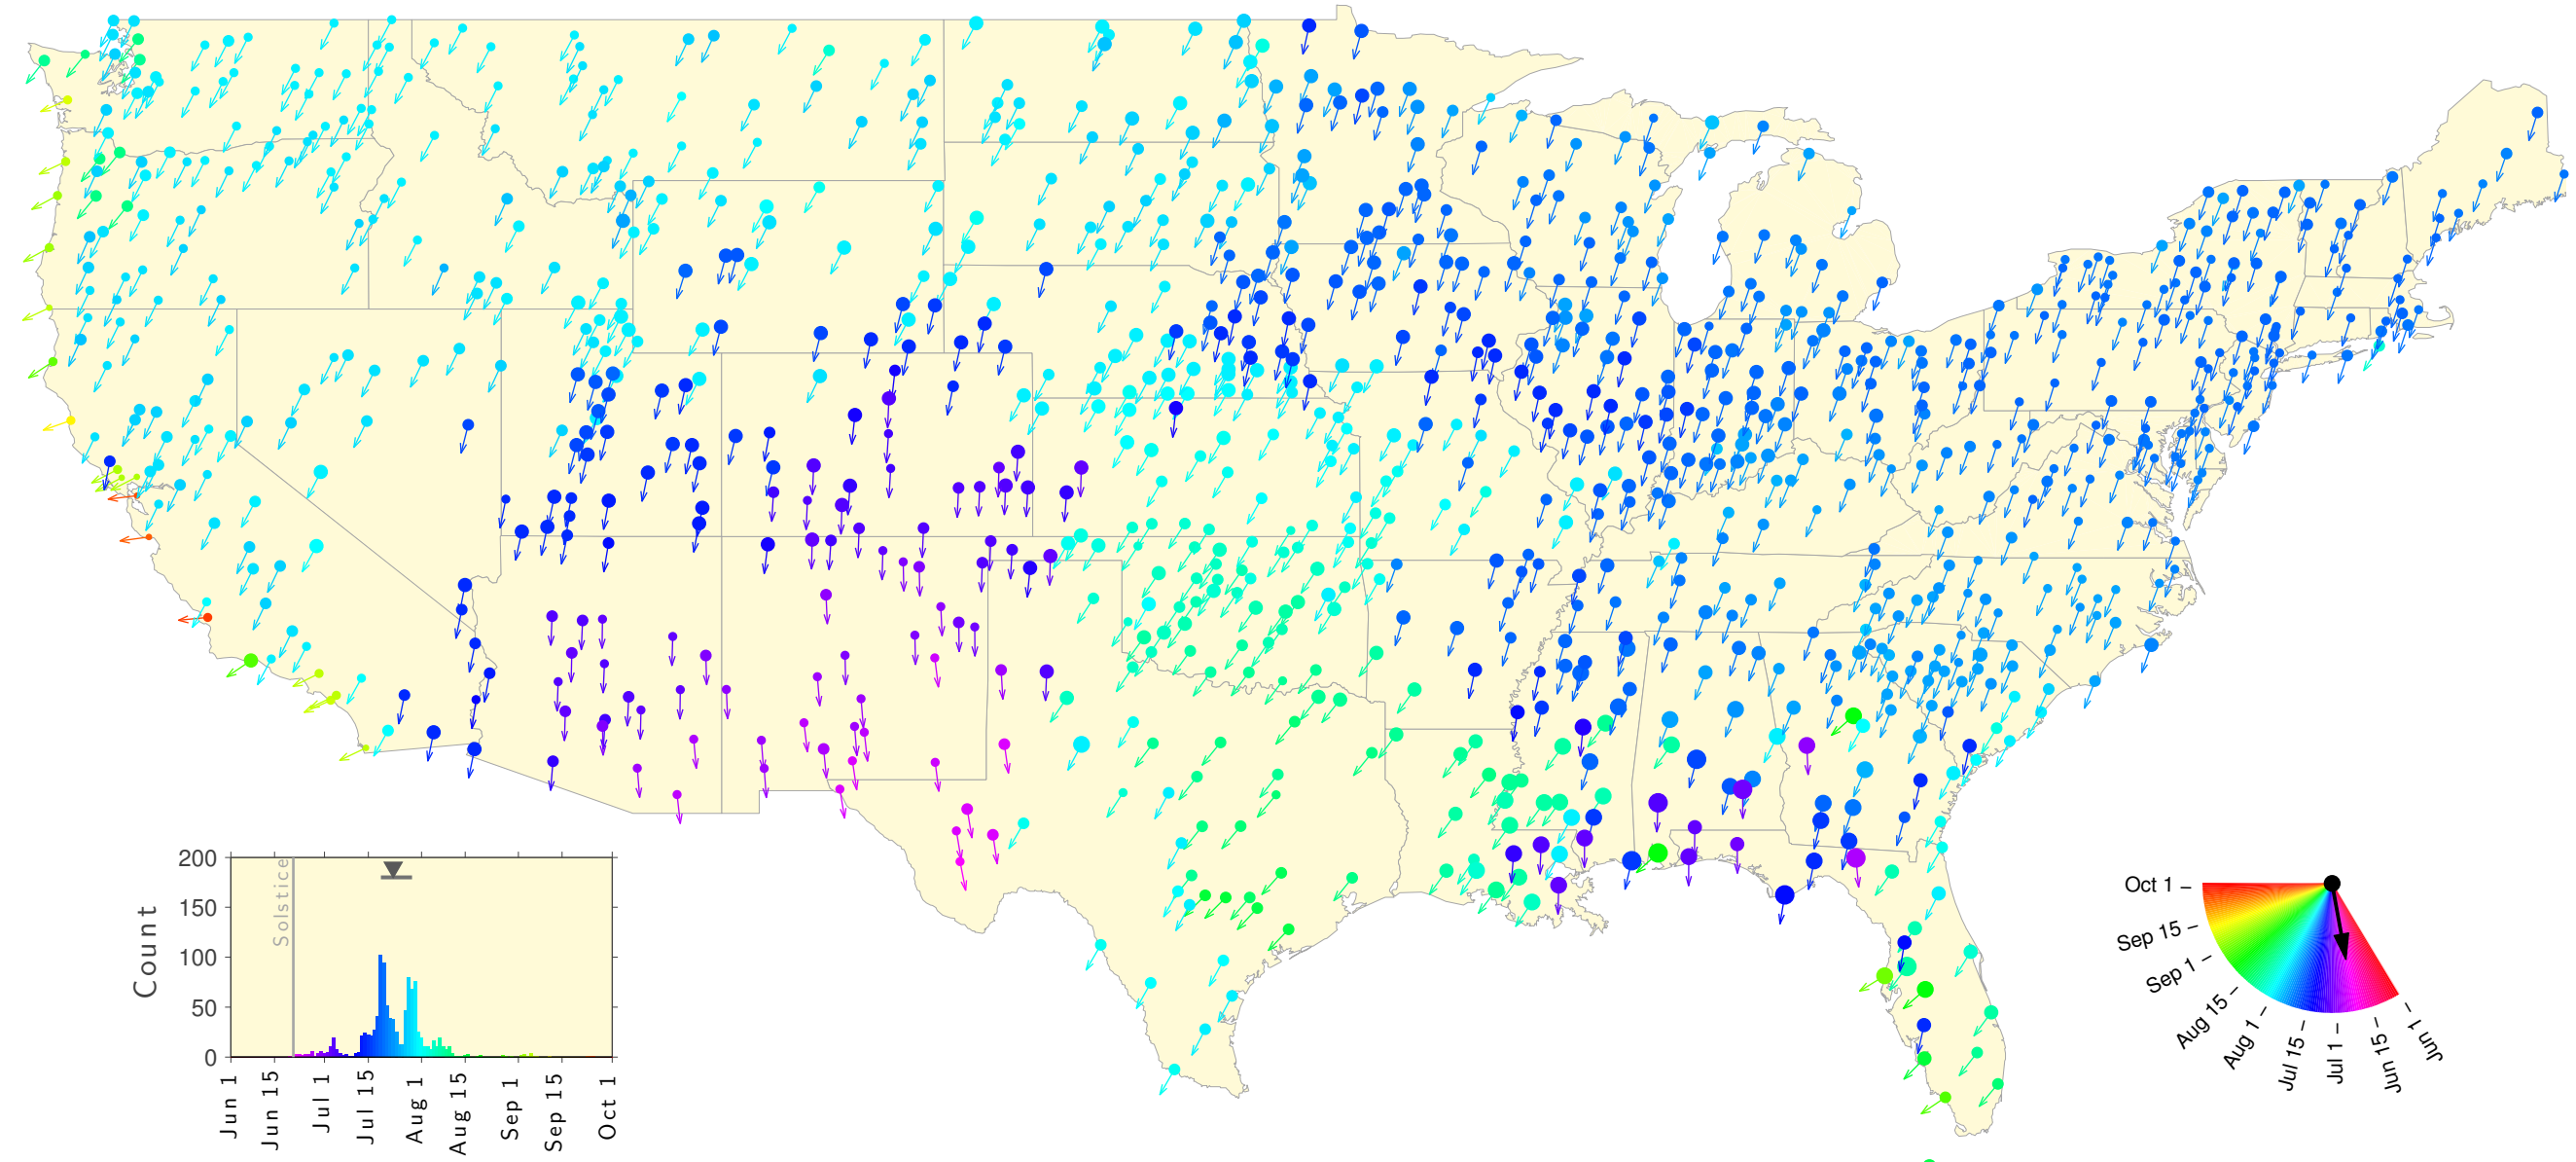 200
150
100
50
0
Count
Solstice
Jun 1
Jun 15
Jul 1
Jul 15
Aug 1
Aug 15
Sep 1
Sep 15
Oct 1
Oct 1
Sep 15
Sep 1
Aug 15
Aug 1
Jul 15
Jul 1
Jun 15
Jun 1